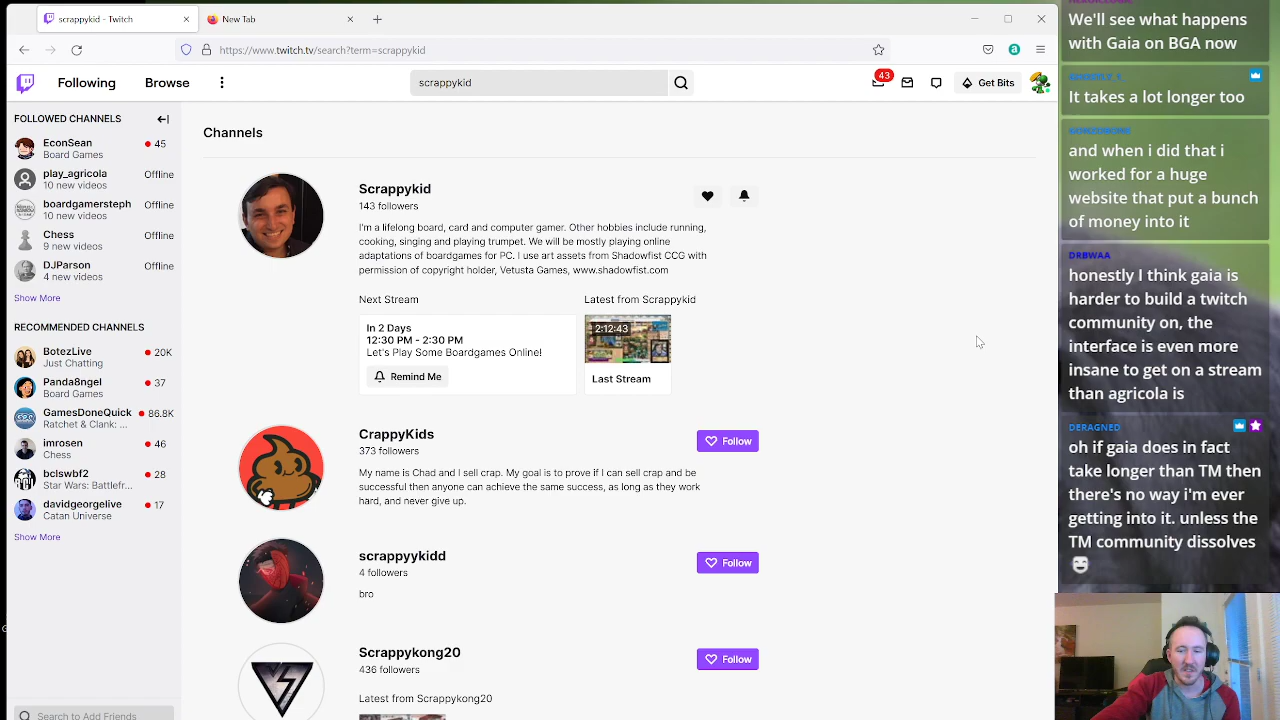 scrappykid - Twitch
New Tab
https://www.twitch.tv/search?term=scrappykid
Following
Browse
scrappykid
43
Get Bits
FOLLOWED CHANNELS
EconSean
45
Board Games
play_agricola
Offline
10 new videos
boardgamersteph
Offline
10 new videos
Chess
Offline
9 new videos
DJParson
Offline
4 new videos
Show More
RECOMMENDED CHANNELS
BotezLive
20K
Just Chatting
Panda8ngel
37
Board Games
GamesDoneQuick
86.8K
Ratchet & Clank: ...
imrosen
46
Chess
bclswbf2
28
Star Wars: Battlefr...
davidgeorgelive
17
Catan Universe
Show More
Search to Add Friends
Channels
Scrappykid
143 followers
I'm a lifelong board, card and computer gamer. Other hobbies include running,
cooking, singing and playing trumpet. We will be mostly playing online
adaptations of boardgames for PC. I use art assets from Shadowfist CCG with
permission of copyright holder, Vetusta Games, www.shadowfist.com
Next Stream
Latest from Scrappykid
In 2 Days
12:30 PM - 2:30 PM
Let's Play Some Boardgames Online!
Remind Me
2:12:43
Last Stream
CrappyKids
Follow
373 followers
My name is Chad and I sell crap. My goal is to prove if I can sell crap and be
successful then anyone can achieve the same success, as long as they work
hard, and never give up.
scrappyykidd
Follow
4 followers
bro
Scrappykong20
Follow
436 followers
Latest from Scrappykong20
We'll see what happens
with Gaia on BGA now
It takes a lot longer too
and when i did that i
worked for a huge
website that put a bunch
of money into it
DRBWAA
honestly I think gaia is
harder to build a twitch
community on, the
interface is even more
insane to get on a stream
than agricola is
DERAGNED
oh if gaia does in fact
take longer than TM then
there's no way i'm ever
getting into it. unless the
TM community dissolves